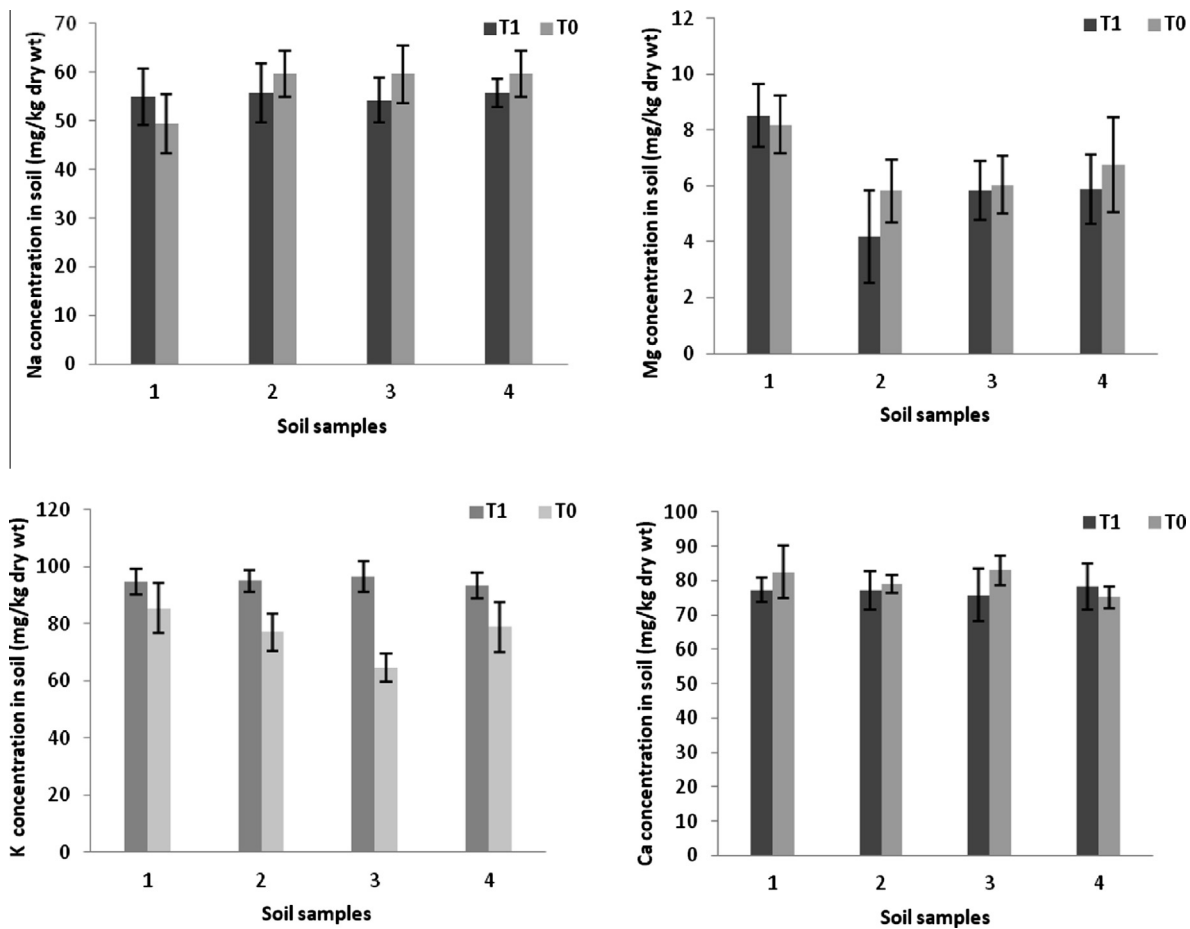 Na concentration in soil (mg/kg dry wt)
70
60
50
40
30
20
10
0
T1 T0
1 2 3 4
Soil samples
Mg concentration in soil (mg/kg dry wt)
12
10
8
6
4
2
0
T1 T0
1 2 3 4
Soil samples
K concentration in soil (mg/kg dry wt)
120
100
80
60
40
20
0
T1 T0
1 2 3 4
Soil samples
Ca concentration in soil (mg/kg dry wt)
100
90
80
70
60
50
40
30
20
10
0
T1 T0
1 2 3 4
Soil samples